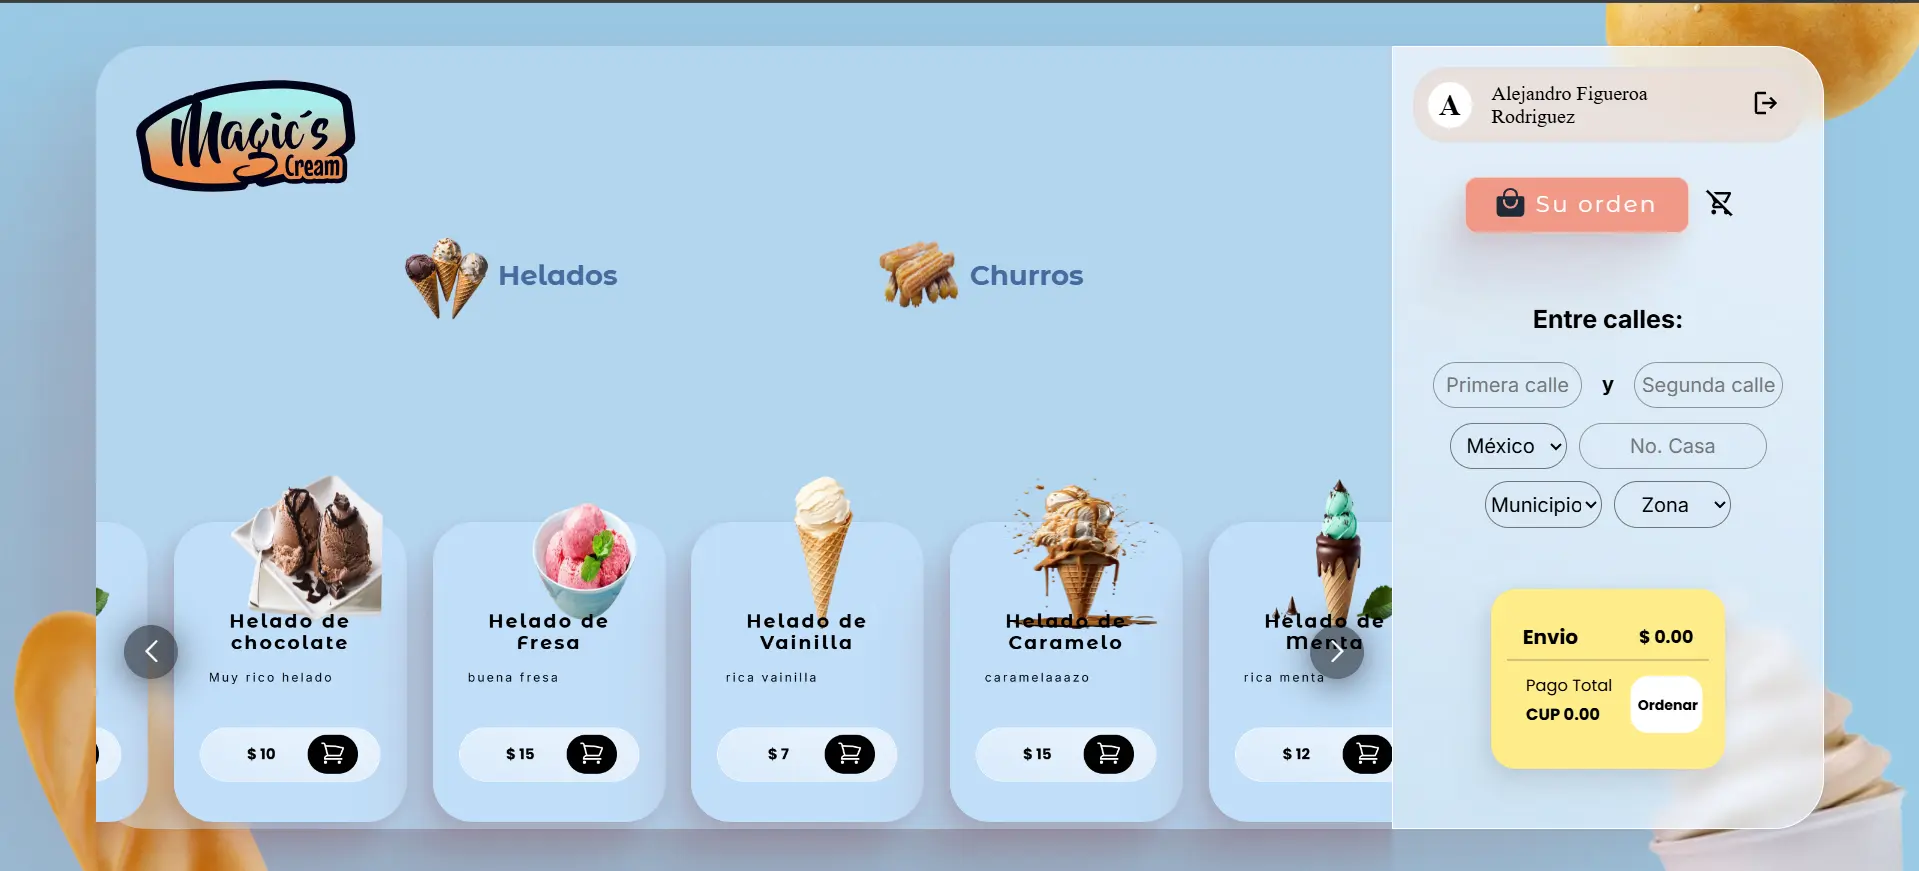 Magic's
Cream
A
Alejandro Figueroa
Rodriguez
Su orden
Helados
Churros
Entre calles:
Primera calle
y
Segunda calle
México
No. Casa
Municipio
Zona
Helado de
chocolate
Muy rico helado
$ 10
Helado de
Fresa
buena fresa
$ 15
Helado de
Vainilla
rica vainilla
$ 7
Helado de
Caramelo
caramelaaazo
$ 15
Helado de
Menta
rica menta
$ 12
Envio
$ 0.00
Pago Total
CUP 0.00
Ordenar